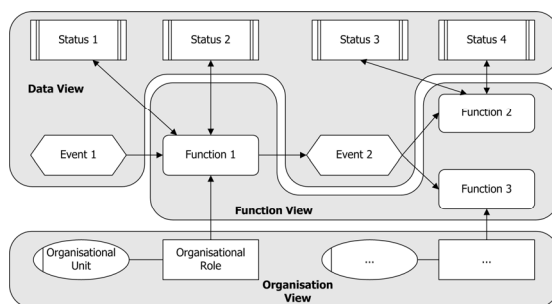 Status 1
Status 2
Status 3
Status 4
Data View
Function 2
Event 1
Function 1
Event 2
Function 3
Function View
Organisational
Unit
Organisational
Role
...
...
Organisation
View